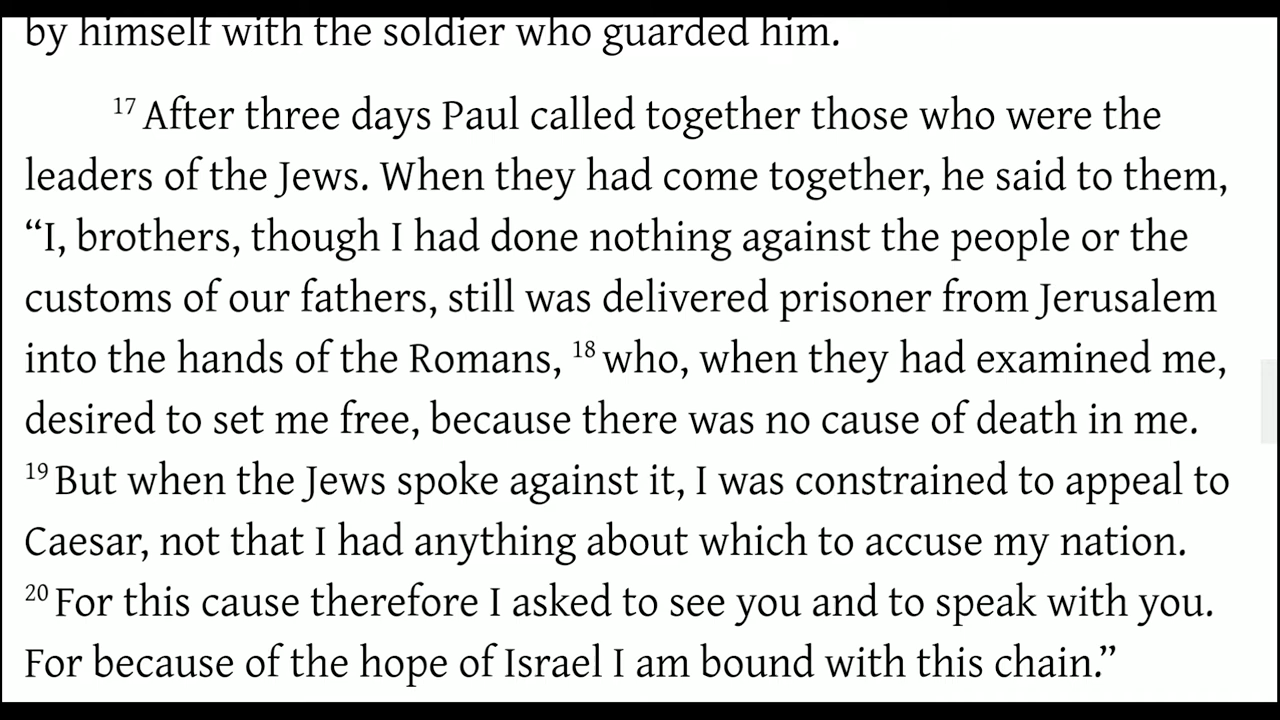 by himself with the soldier who guarded him.
17 After three days Paul called together those who were the
leaders of the Jews. When they had come together, he said to them,
“I, brothers, though I had done nothing against the people or the
customs of our fathers, still was delivered prisoner from Jerusalem
into the hands of the Romans, 18 who, when they had examined me,
desired to set me free, because there was no cause of death in me.
19 But when the Jews spoke against it, I was constrained to appeal to
Caesar, not that I had anything about which to accuse my nation.
20 For this cause therefore I asked to see you and to speak with you.
For because of the hope of Israel I am bound with this chain.”